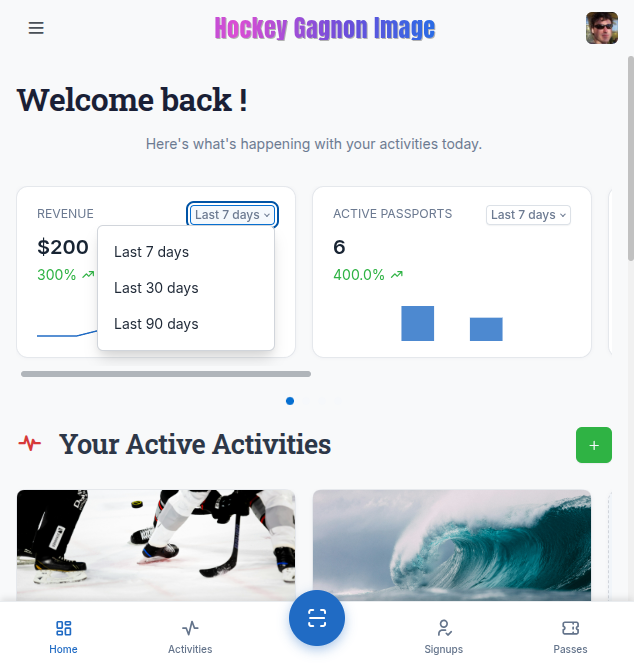 Hockey Gagnon Image
Welcome back !
Here's what's happening with your activities today.
REVENUE
Last 7 days
$200
300%
Last 7 days
Last 30 days
Last 90 days
ACTIVE PASSPORTS
Last 7 days
6
400.0%
Your Active Activities
+
Home
Activities
Signups
Passes